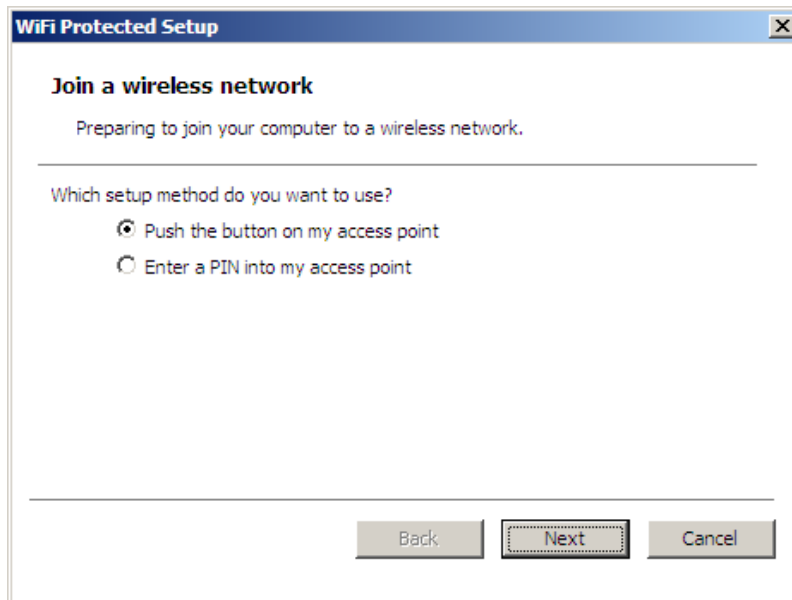 WiFi Protected Setup
Join a wireless network
Preparing to join your computer to a wireless network.
Which setup method do you want to use?
Push the button on my access point
Enter a PIN into my access point
Back Next Cancel